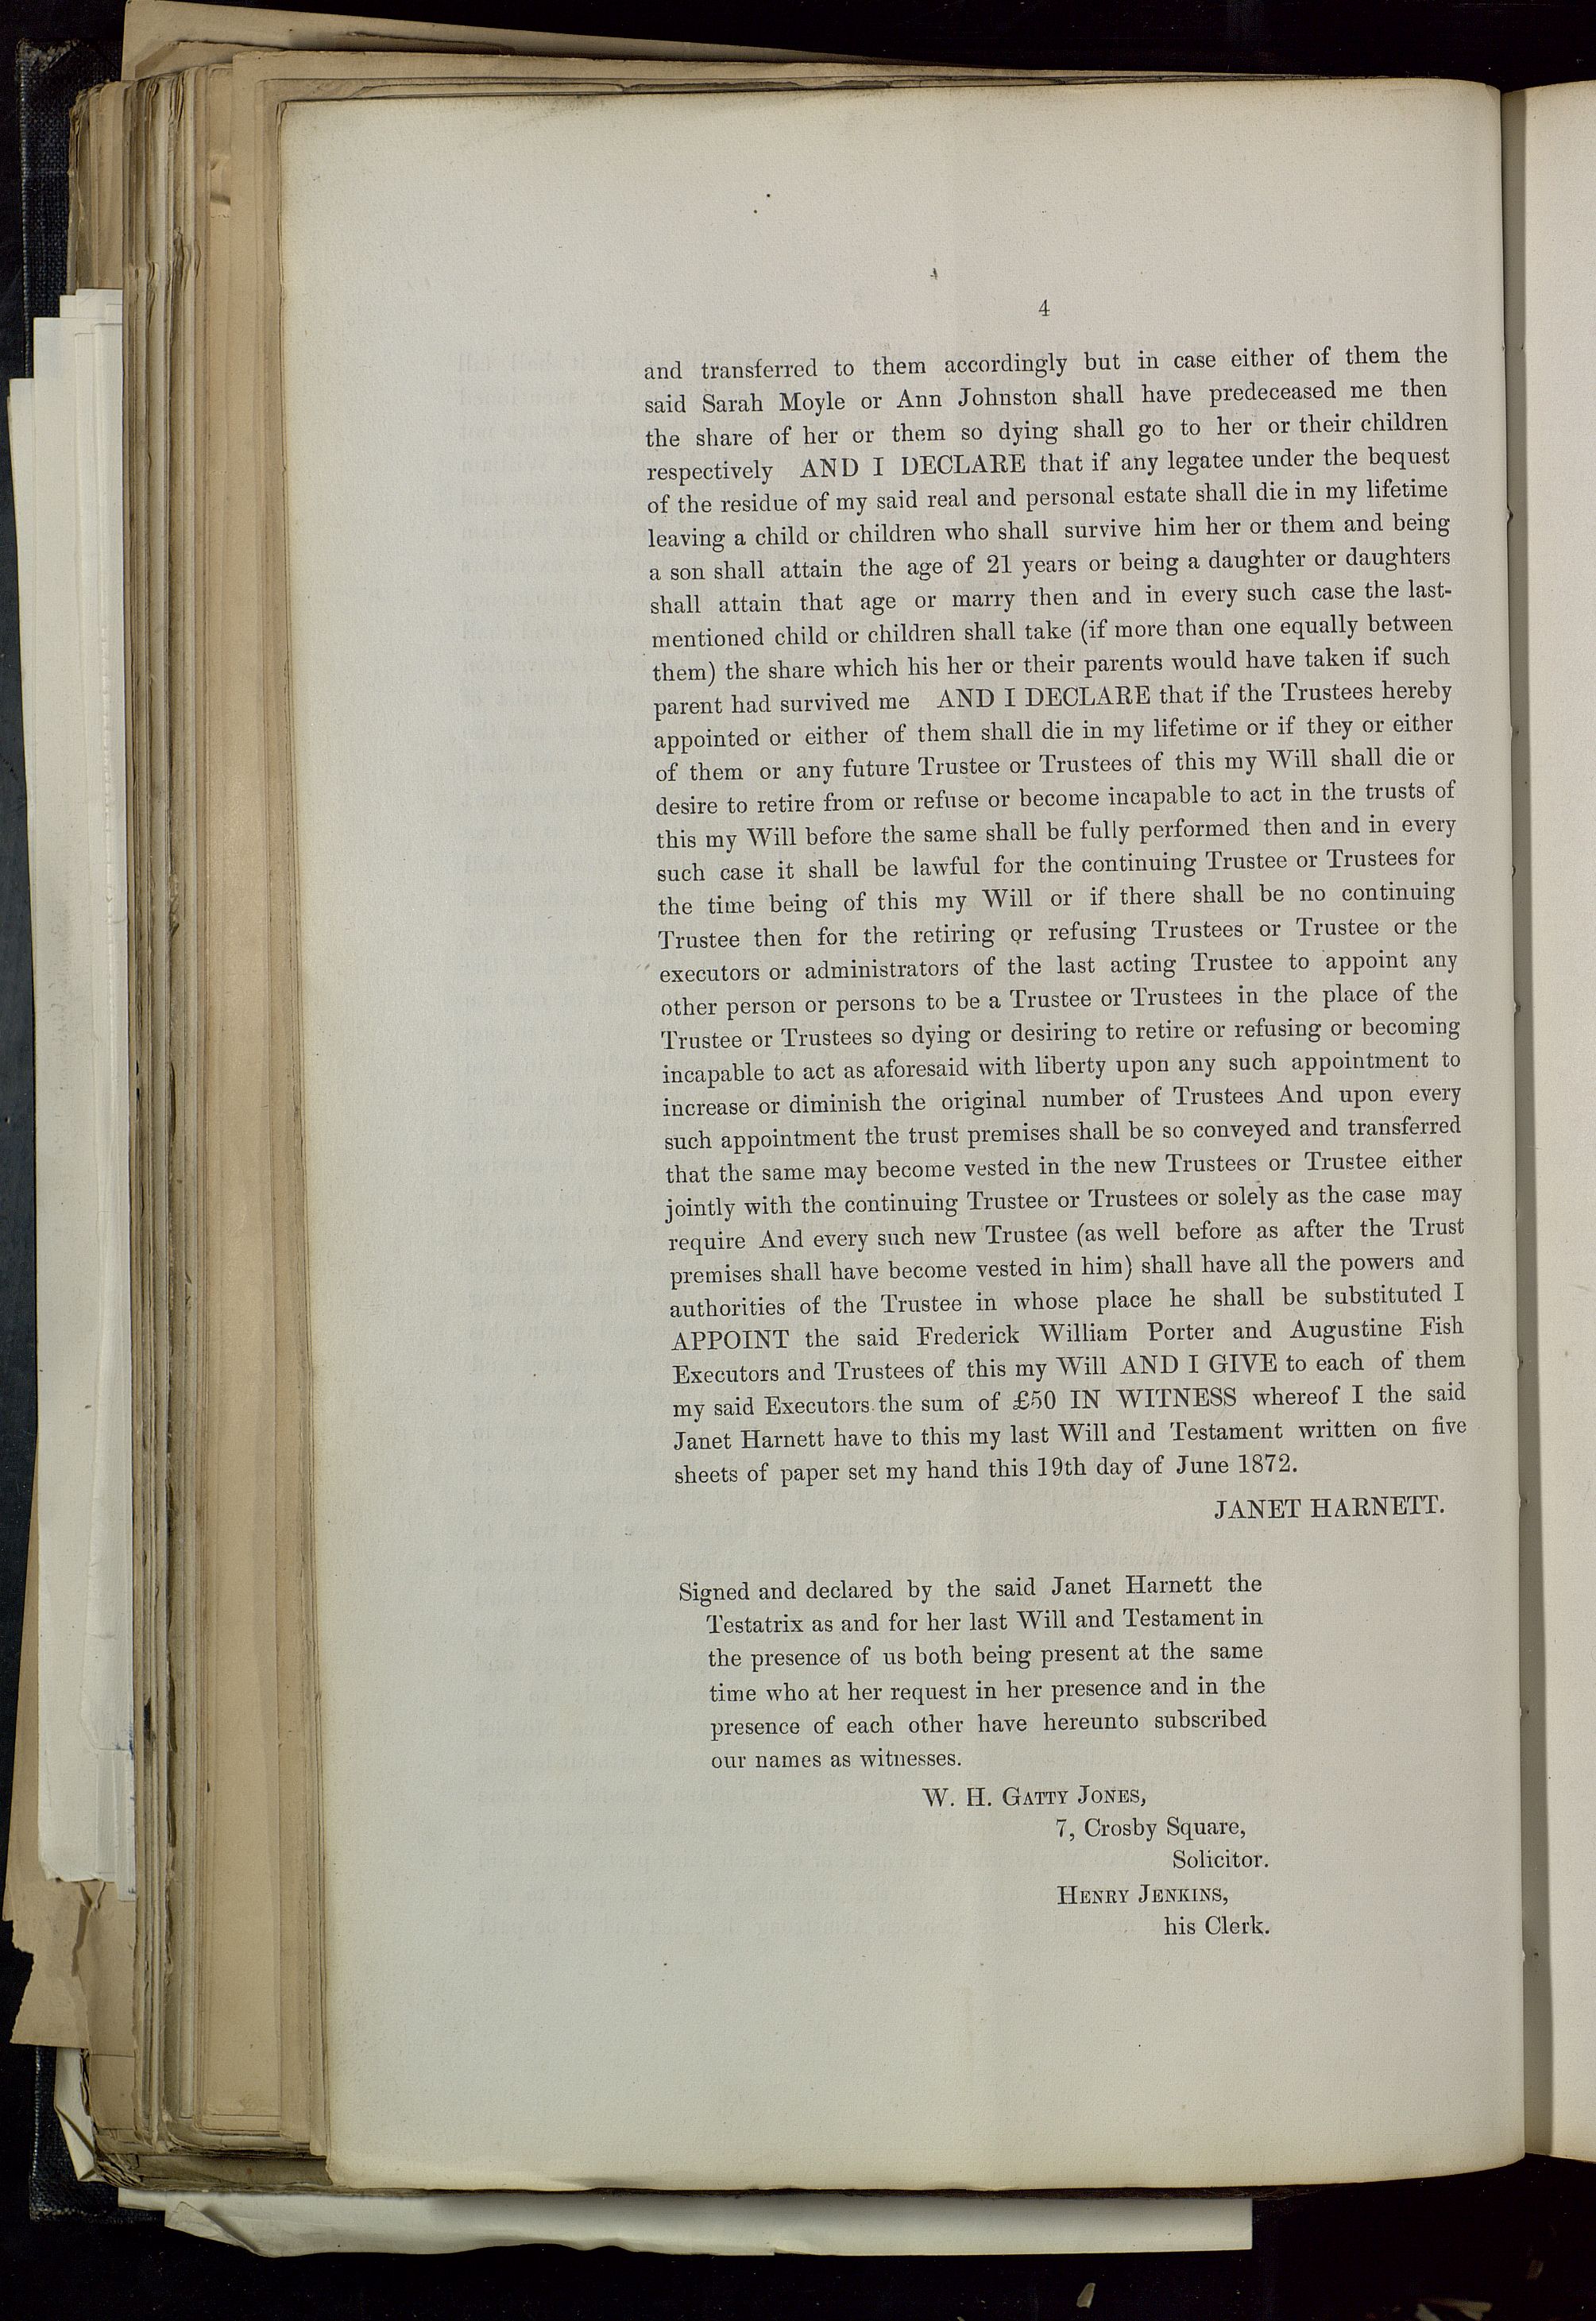 4
and transferred to them accordingly but in case either of them the
said Sarah Moyle or Ann Johnston shall have predeceased me then
the share of her or them so dying shall go to her or their children
respectively AND I DECLARE that if any legatee under the bequest
of the residue of my said real and personal estate shall die in my lifetime
leaving a child or children who shall survive him her or them and being
a son shall attain the age of 21 years or being a daughter or daughters
shall attain that age or marry then and in every such case the last-
mentioned child or children shall take (if more than one equally between
them) the share which his her or their parents would have taken if such
parent had survived me AND I DECLARE that if the Trustees hereby
appointed or either of them shall die in my lifetime or if they or either
of them or any future Trustee or Trustees of this my Will shall die or
desire to retire from or refuse or become incapable to act in the trusts of
this my Will before the same shall be fully performed then and in every
such case it shall be lawful for the continuing Trustee or Trustees for
the time being of this my Will or if there shall be no continuing
Trustee then for the retiring or refusing Trustees or Trustee or the
executors or administrators of the last acting Trustee to appoint any
other person or persons to be a Trustee or Trustees in the place of the
Trustee or Trustees so dying or desiring to retire or refusing or becoming
incapable to act as aforesaid with liberty upon any such appointment to
increase or diminish the original number of Trustees And upon every
such appointment the trust premises shall be so conveyed and transferred
that the same may become vested in the new Trustees or Trustee either
jointly with the continuing Trustee or Trustees or solely as the case may
require And every such new Trustee (as well before as after the Trust
premises shall have become vested in him) shall have all the powers and
authorities of the Trustee in whose place he shall be substituted I
APPOINT the said Frederick William Porter and Augustine Fish
Executors and Trustees of this my Will AND I GIVE to each of them
my said Executors the sum of £50 IN WITNESS whereof I the said
Janet Harnett have to this my last Will and Testament written on five
sheets of paper set my hand this 19th day of June 1872.
JANET HARNETT.
Signed and declared by the said Janet Harnett the
Testatrix as and for her last Will and Testament in
the presence of us both being present at the same
time who at her request in her presence and in the
presence of each other have hereunto subscribed
our names as witnesses.
W. H. GATTY JONES,
7, Crosby Square,
Solicitor.
HENRY JENKINS,
his Clerk.